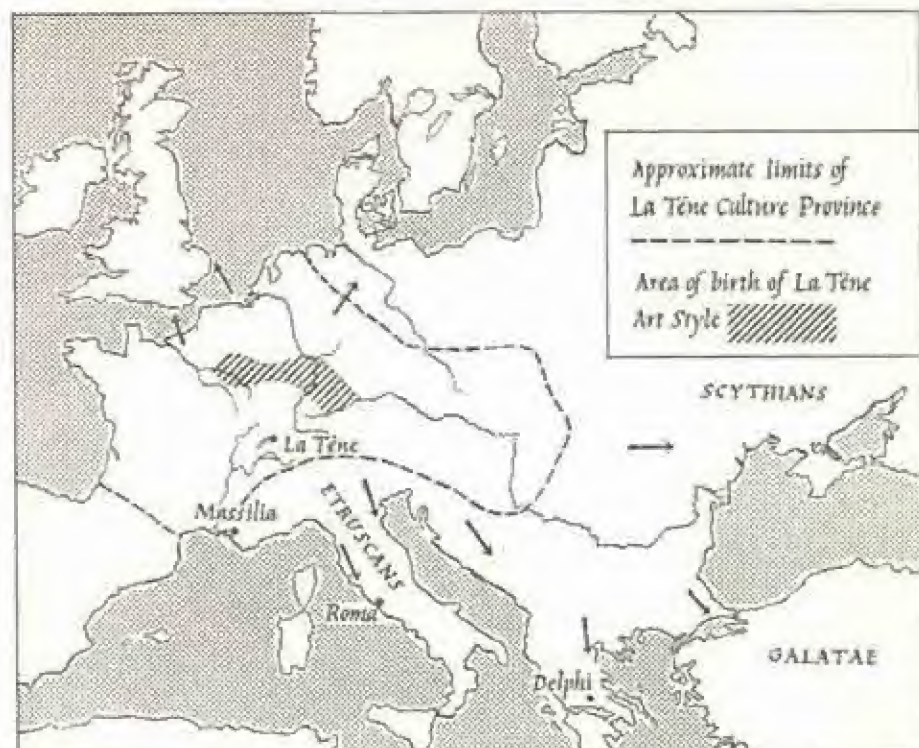 Approximate limits of
La Tène Culture Province
Area of birth of La Tène
Art Style
SCYTHIANS
La Tène
Massilia
ETRUSCANS
Roma
GALATAE
Delphi